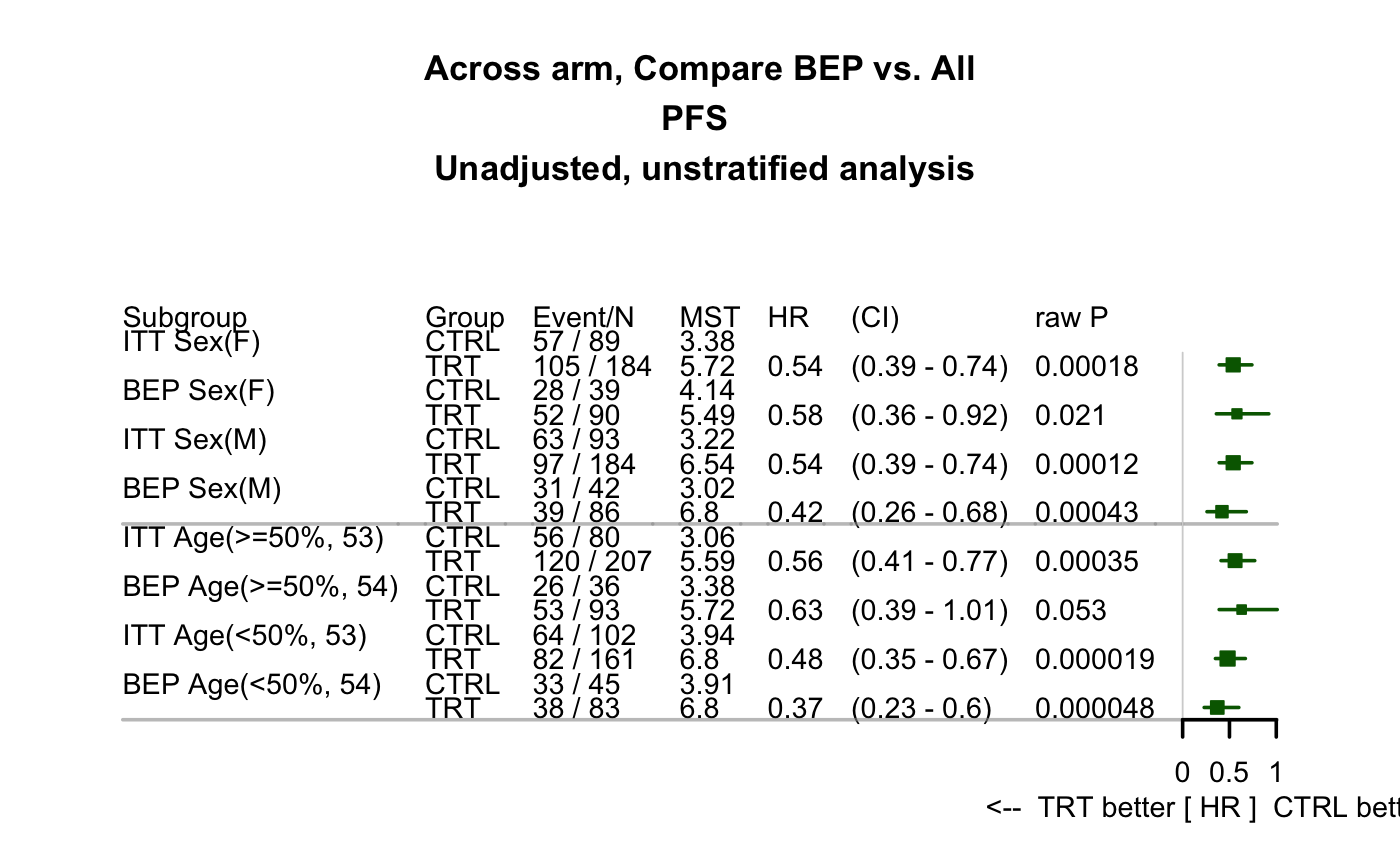 Across arm, Compare BEP vs. All
PFS
Unadjusted, unstratified analysis
Subgroup Group Event/N MST HR (CI) raw P
ITT Sex(F) CTRL 57 / 89 3.38
TRT 105 / 184 5.72 0.54 (0.39 - 0.74) 0.00018
BEP Sex(F) CTRL 28 / 39 4.14
TRT 52 / 90 5.49 0.58 (0.36 - 0.92) 0.021
ITT Sex(M) CTRL 63 / 93 3.22
TRT 97 / 184 6.54 0.54 (0.39 - 0.74) 0.00012
BEP Sex(M) CTRL 31 / 42 3.02
TRT 39 / 86 6.8 0.42 (0.26 - 0.68) 0.00043
ITT Age(>=50%, 53) CTRL 56 / 80 3.06
TRT 120 / 207 5.59 0.56 (0.41 - 0.77) 0.00035
BEP Age(>=50%, 54) CTRL 26 / 36 3.38
TRT 53 / 93 5.72 0.63 (0.39 - 1.01) 0.053
ITT Age(<50%, 53) CTRL 64 / 102 3.94
TRT 82 / 161 6.8 0.48 (0.35 - 0.67) 0.000019
BEP Age(<50%, 54) CTRL 33 / 45 3.91
TRT 38 / 83 6.8 0.37 (0.23 - 0.6) 0.000048
0 0.5 1
<-- TRT better [ HR ] CTRL bett